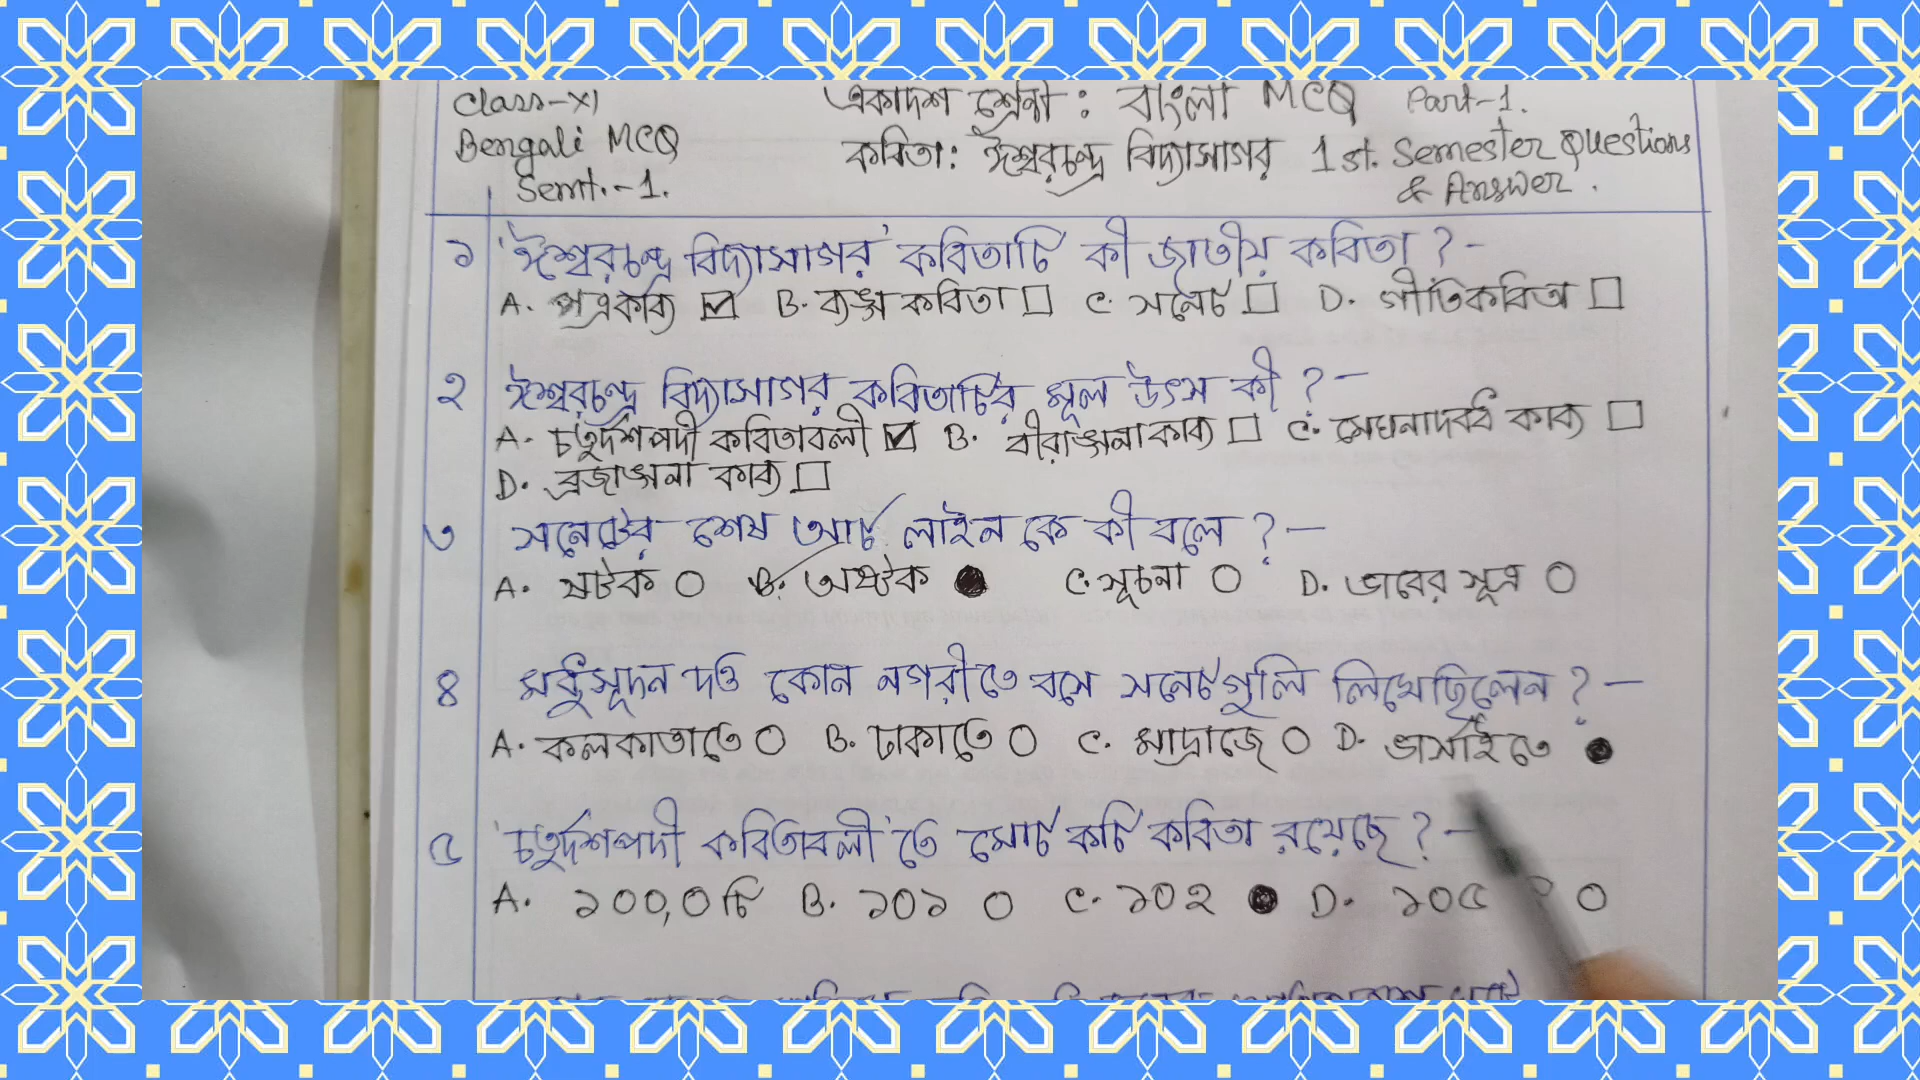 Class-XI
Bengali MCQ
Semt.-1.
একাদশ শ্রেণী : বাংলা MCQ Part-1.
কবিতা: ঈশ্বরচন্দ্র বিদ্যাসাগর 1st. Semester Questions
& Answer.
১ 'ঈশ্বরচন্দ্র বিদ্যাসাগর' কবিতাটি কী জাতীয় কবিতা ? -
A. পত্রকাব্য ☑ B. ব্যঙ্গ কবিতা □ C. সনেট □ D. গীতিকবিতা □
২ ঈশ্বরচন্দ্র বিদ্যাসাগর কবিতাটির মূল উৎস কী ? —
A. চতুর্দশপদী কবিতাবলী ☑ B. বীরাঙ্গনা কাব্য □ C. মেঘনাদবধ কাব্য □
D. ব্রজাঙ্গনা কাব্য □
৩ সনেটের শেষ আট লাইন কে কী বলে ? —
A. ষটক ○ B. অষ্টক ● C. সূচনা ○ D. ভাবের সূত্র ○
৪ মধুসূদন দত্ত কোন নগরীতে বসে সনেটগুলি লিখেছিলেন ? —
A. কলকাতাতে ○ B. ঢাকাতে ○ C. মাদ্রাজে ○ D. ভার্সাইতে ●
৫ 'চতুর্দশপদী কবিতাবলী'তে মোট কটি কবিতা রয়েছে ? —
A. ১০০,০টি B. ১০১ ○ C. ১০২ ● D. ১০৫ ○